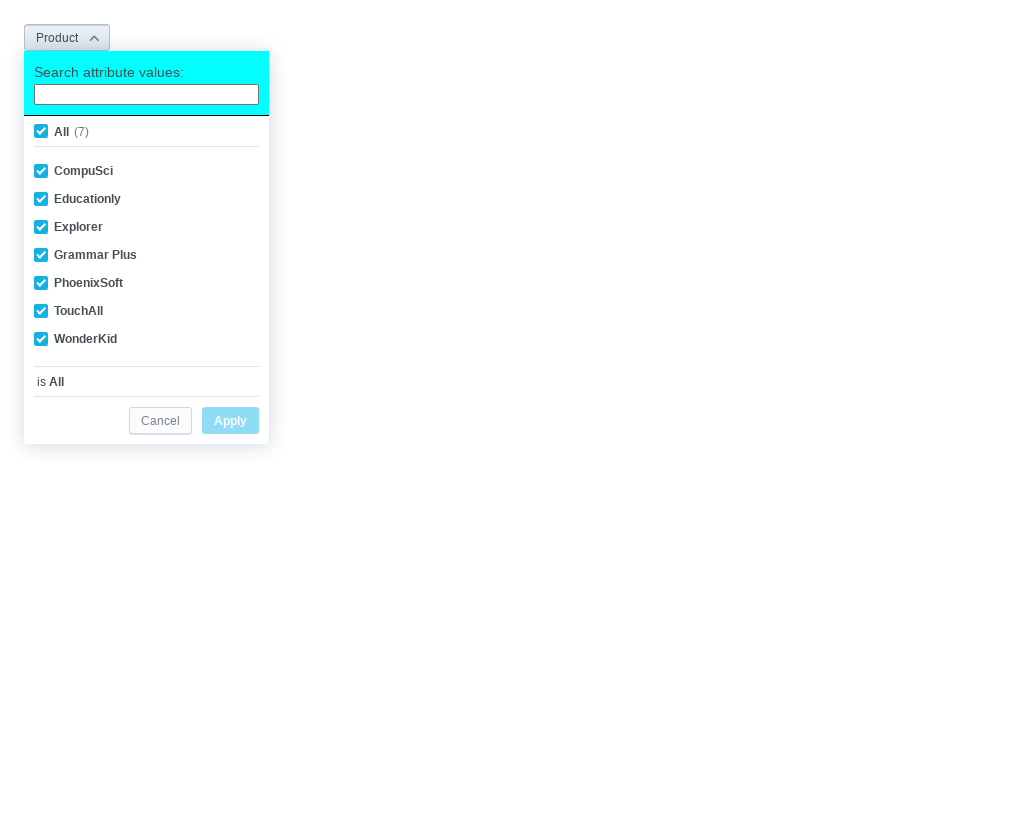 Product
Search attribute values:
All (7)
CompuSci
Educationly
Explorer
Grammar Plus
PhoenixSoft
TouchAll
WonderKid
is All
Cancel Apply